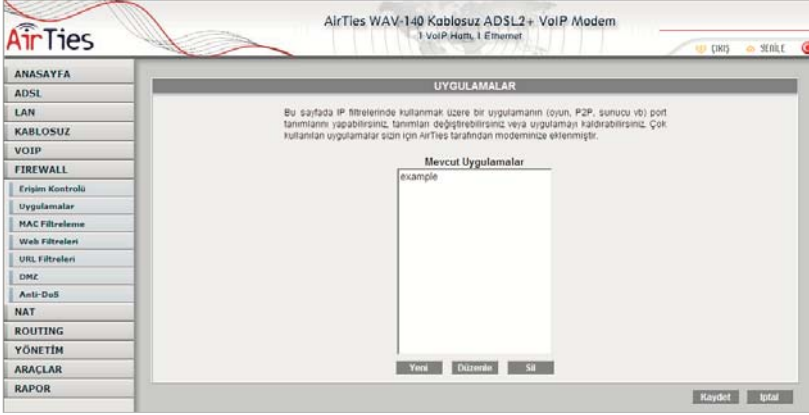 AirTies
AirTies WAV-140 Kablosuz ADSL2+ VoIP Modem
1 VoIP Hattı, 1 Ethernet
ÇIKIŞ
YENİLE
ANASAYFA
ADSL
LAN
KABLOSUZ
VOIP
FIREWALL
Erişim Kontrolü
Uygulamalar
MAC Filtreleme
Web Filtreleri
URL Filtreleri
DMZ
Anti-DoS
NAT
ROUTING
YÖNETİM
ARAÇLAR
RAPOR
UYGULAMALAR
Bu sayfada IP filtrelerinde kullanmak üzere bir uygulamanın (oyun, P2P, sunucu vb) port
tanımlarını yapabilirsiniz, tanımları değiştirebilirsiniz veya uygulamayı kaldırabilirsiniz. Çok
kullanılan uygulamalar sizin için AirTies tarafından modeminize eklenmiştir.
Mevcut Uygulamalar
example
Yeni
Düzenle
Sil
Kaydet
İptal